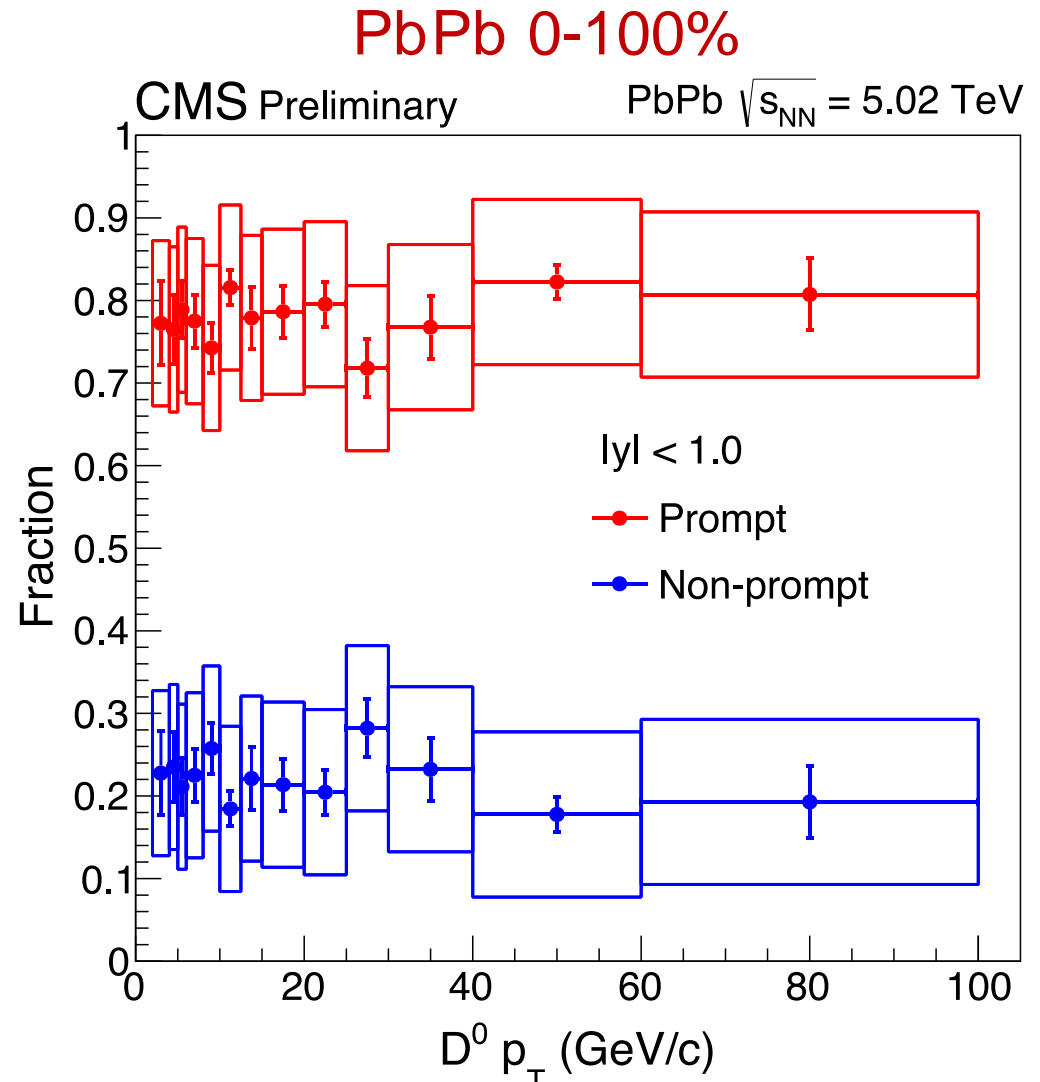 PbPb 0-100%
CMS Preliminary PbPb √sNN = 5.02 TeV
1
0.9
0.8
0.7
0.6
0.5
0.4
0.3
0.2
0.1
0
Fraction
|y| < 1.0
Prompt
Non-prompt
0 20 40 60 80 100
D⁰ pT (GeV/c)